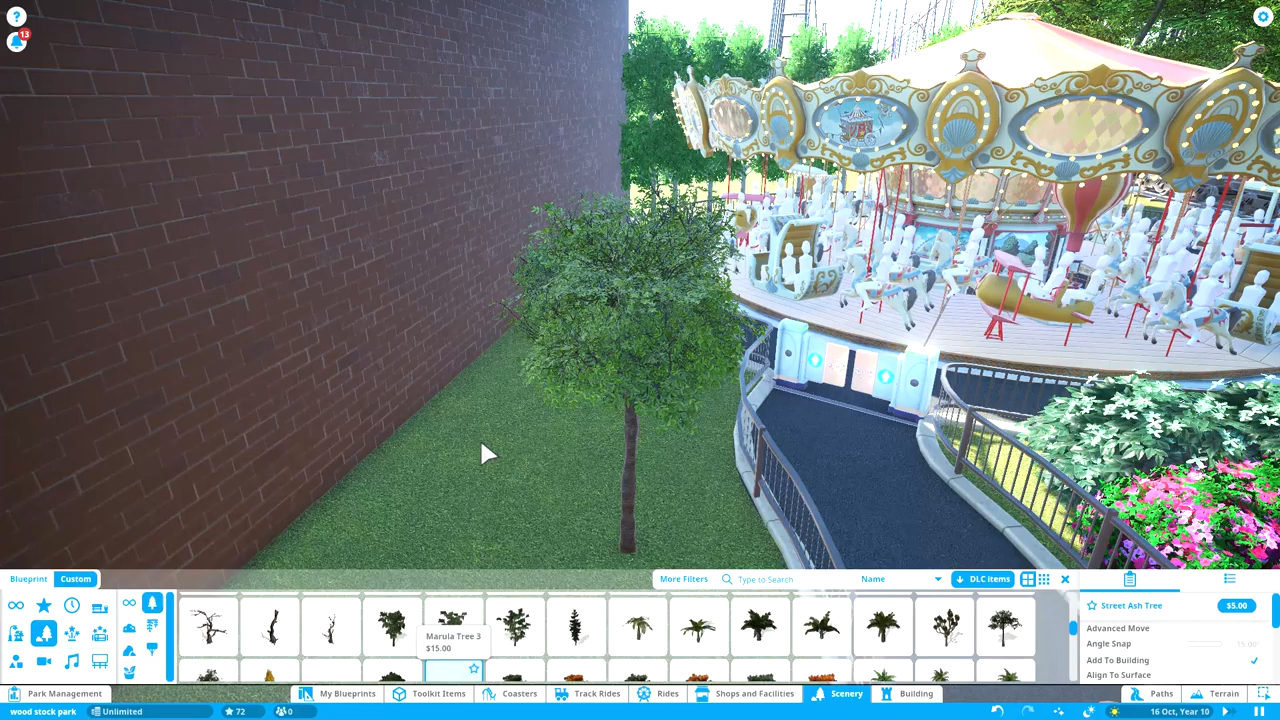 ?
13
Blueprint
Custom
More Filters
Type to Search
Name
DLC items
Marula Tree 3
$15.00
Street Ash Tree
$5.00
Advanced Move
Angle Snap
15.00°
Add To Building
Align To Surface
Park Management
My Blueprints
Toolkit Items
Coasters
Track Rides
Rides
Shops and Facilities
Scenery
Building
Paths
Terrain
wood stock park
Unlimited
72
0
16 Oct, Year 10